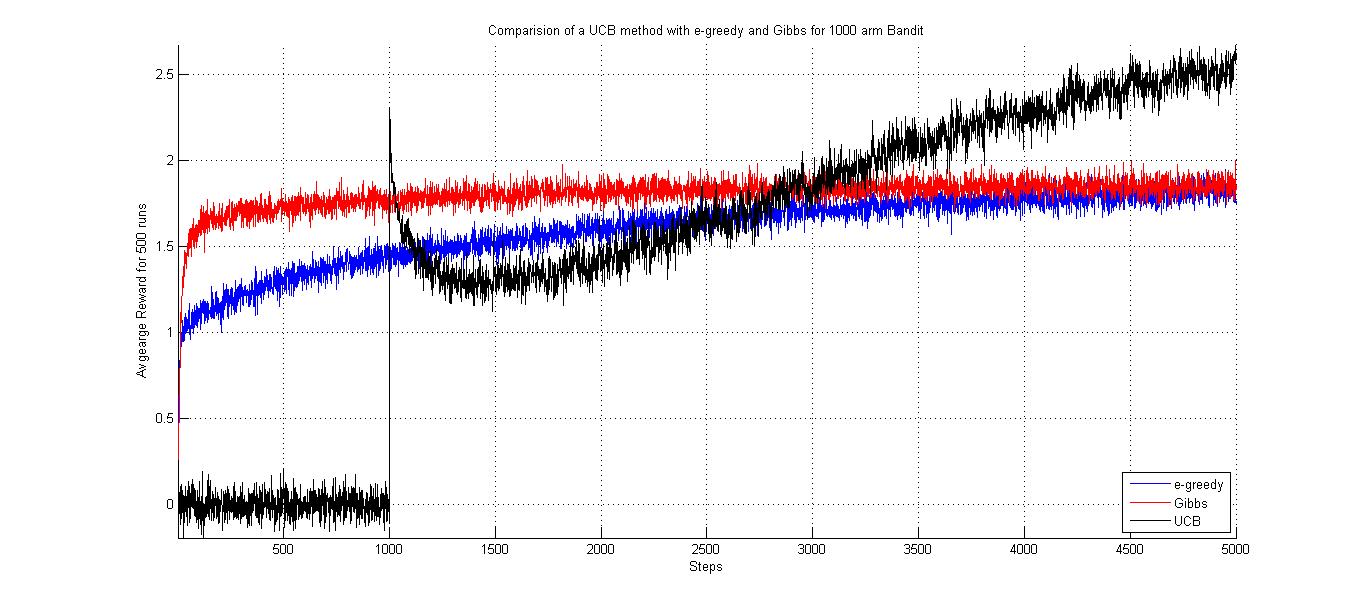 Comparision of a UCB method with e-greedy and Gibbs for 1000 arm Bandit
Avgearge Reward for 500 runs
2.5
2
1.5
1
0.5
0
500 1000 1500 2000 2500 3000 3500 4000 4500 5000
Steps
e-greedy
Gibbs
UCB